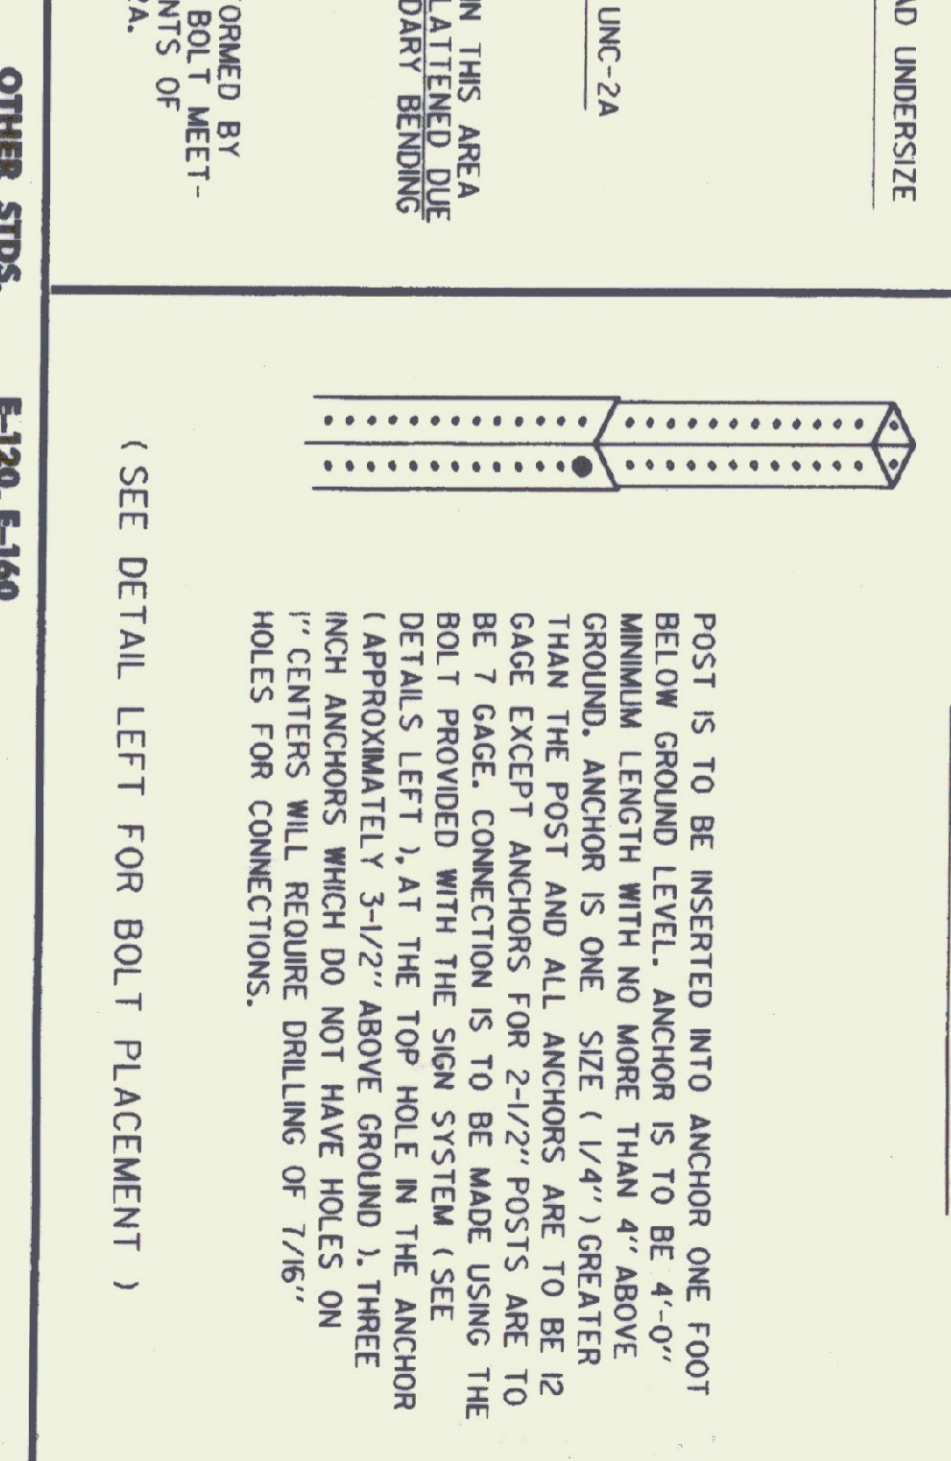 AD UNDERSIZE
UNC-2A
IN THIS AREA
LATTENED DUE
DARY BENDING
ORMED BY
BOLT MEET-
NTS OF
RA.
POST IS TO BE INSERTED INTO ANCHOR ONE FOOT
BELOW GROUND LEVEL. ANCHOR IS TO BE 4'-0"
MINIMUM LENGTH WITH NO MORE THAN 4" ABOVE
GROUND. ANCHOR IS ONE SIZE ( 1/4" ) GREATER
THAN THE POST AND ALL ANCHORS ARE TO BE 12
GAGE EXCEPT ANCHORS FOR 2-1/2" POSTS ARE TO
BE 7 GAGE. CONNECTION IS TO BE MADE USING THE
BOLT PROVIDED WITH THE SIGN SYSTEM ( SEE
DETAILS LEFT ), AT THE TOP HOLE IN THE ANCHOR
( APPROXIMATELY 3-1/2" ABOVE GROUND ). THREE
INCH ANCHORS WHICH DO NOT HAVE HOLES ON
1" CENTERS WILL REQUIRE DRILLING OF 7/16"
HOLES FOR CONNECTIONS.
( SEE DETAIL LEFT FOR BOLT PLACEMENT )
OTHER STDS. E-120, E-160